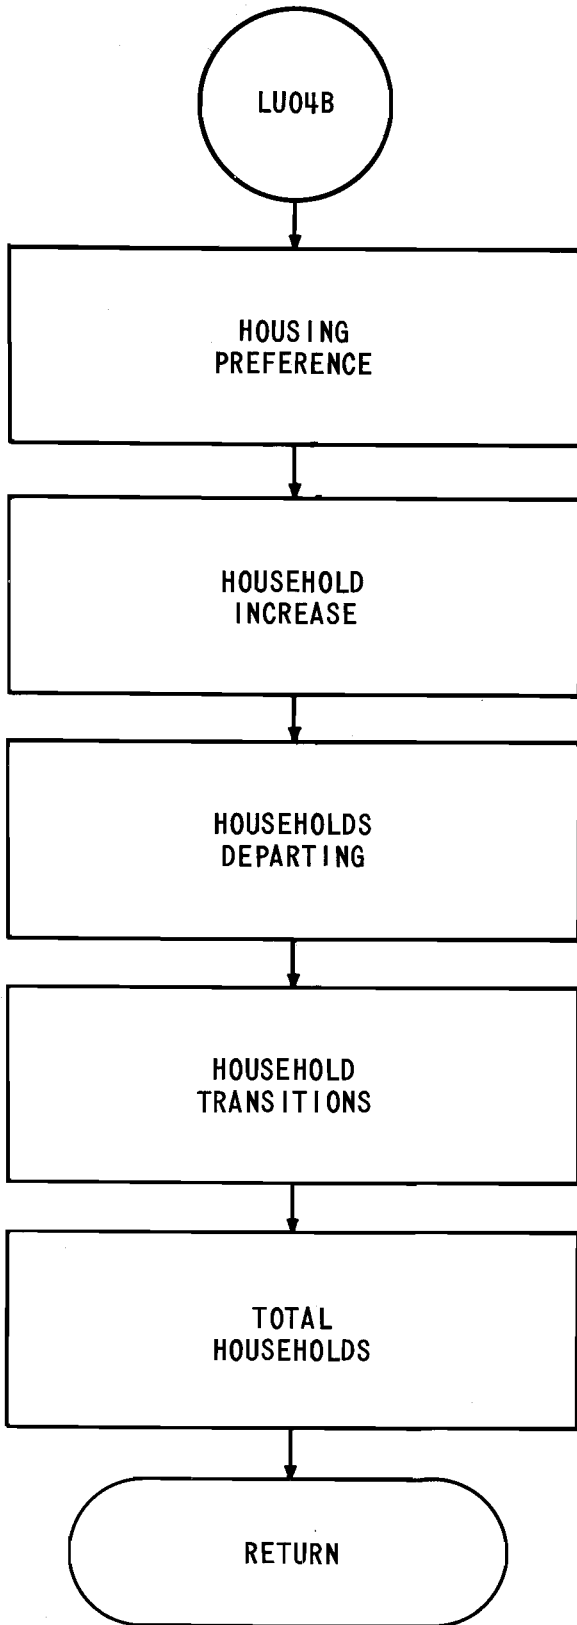 LU04B
HOUSING
PREFERENCE
HOUSEHOLD
INCREASE
HOUSEHOLDS
DEPARTING
HOUSEHOLD
TRANSITIONS
TOTAL
HOUSEHOLDS
RETURN